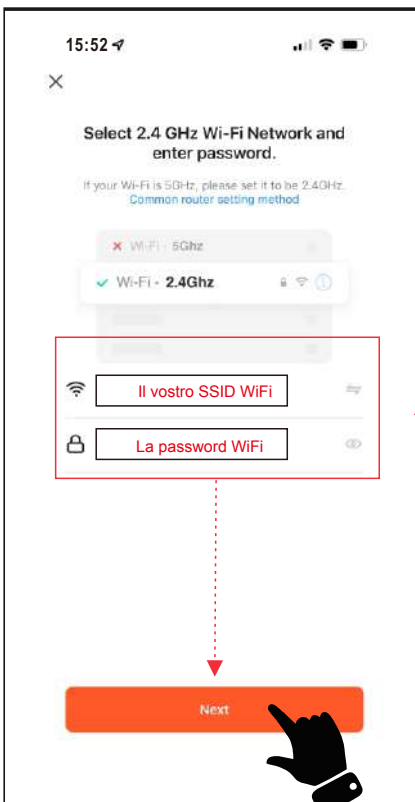 15:52
Select 2.4 GHz Wi-Fi Network and
enter password.
If your Wi-Fi is 5GHz, please set it to be 2.4GHz.
Common router setting method
Wi-Fi - 5Ghz
Wi-Fi - 2.4Ghz
Il vostro SSID WiFi
La password WiFi
Next